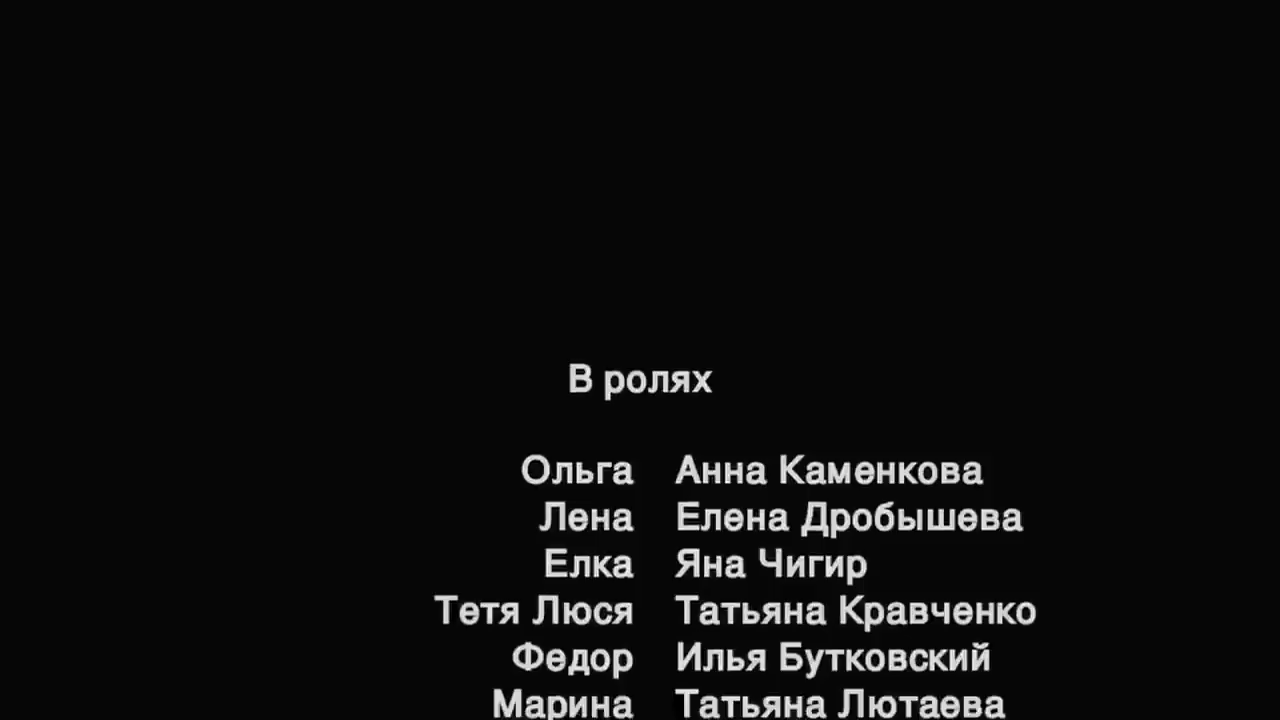 В ролях
Ольга Анна Каменкова
Лена Елена Дробышева
Елка Яна Чигир
Тетя Люся Татьяна Кравченко
Федор Илья Бутковский
Марина Татьяна Лютаева